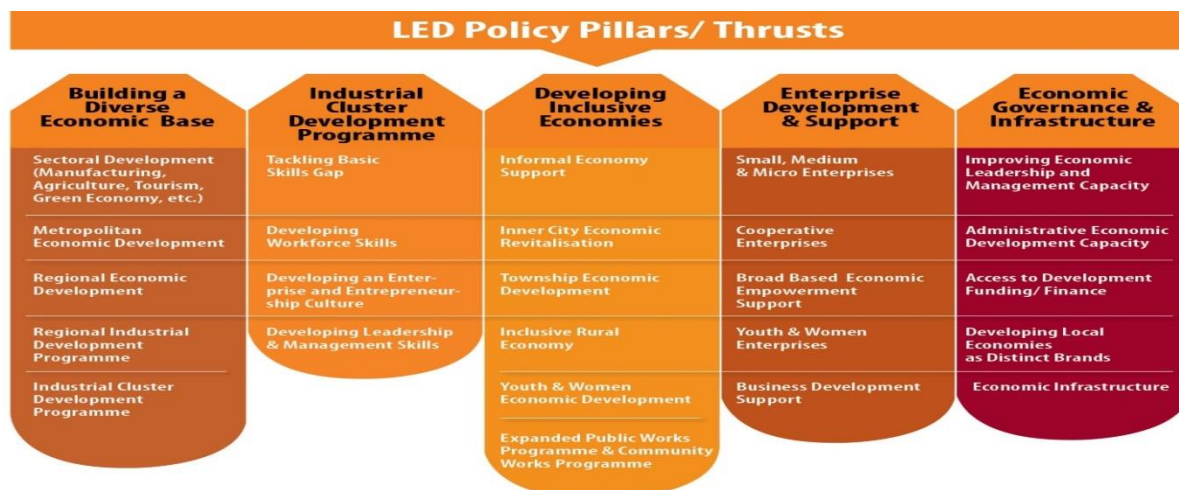 LED Policy Pillars/ Thrusts
Building a
Diverse
Economic Base
Sectoral Development
(Manufacturing,
Agriculture, Tourism,
Green Economy, etc.)
Metropolitan
Economic Development
Regional Economic
Development
Regional Industrial
Development
Programme
Industrial Cluster
Development
Programme
Industrial
Cluster
Development
Programme
Tackling Basic
Skills Gap
Developing
Workforce Skills
Developing an Enter-
prise and Entrepreneur-
ship Culture
Developing Leadership
& Management Skills
Developing
Inclusive
Economies
Informal Economy
Support
Inner City Economic
Revitalisation
Township Economic
Development
Inclusive Rural
Economy
Youth & Women
Economic Development
Expanded Public Works
Programme & Community
Works Programme
Enterprise
Development
& Support
Small, Medium
& Micro Enterprises
Cooperative
Enterprises
Broad Based Economic
Empowerment
Support
Youth & Women
Enterprises
Business Development
Support
Economic
Governance &
Infrastructure
Improving Economic
Leadership and
Management Capacity
Administrative Economic
Development Capacity
Access to Development
Funding/ Finance
Developing Local
Economies
as Distinct Brands
Economic Infrastructure